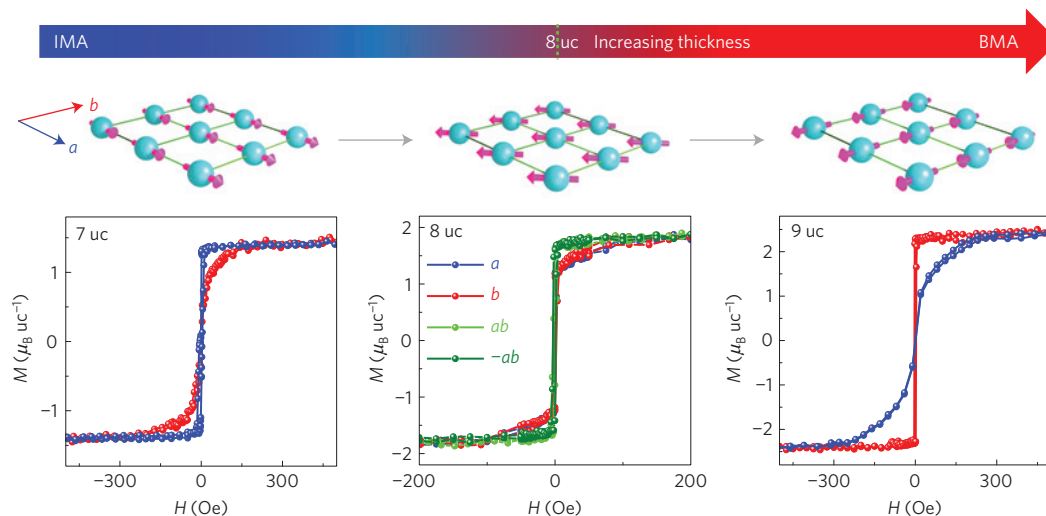 IMA 8 uc Increasing thickness BMA
b
a
7 uc
1
0
−1
−300 0 300
M (μB uc−1)
H (Oe)
8 uc
a
b
ab
−ab
2
1
0
−1
−2
−200 0 200
M (μB uc−1)
H (Oe)
9 uc
2
0
−2
−300 0 300
M (μB uc−1)
H (Oe)